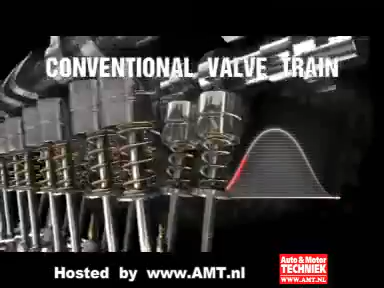 CONVENTIONAL VALVE TRAIN
Auto & Motor
TECHNIEK
WWW.AMT.NL
Hosted by www.AMT.nl